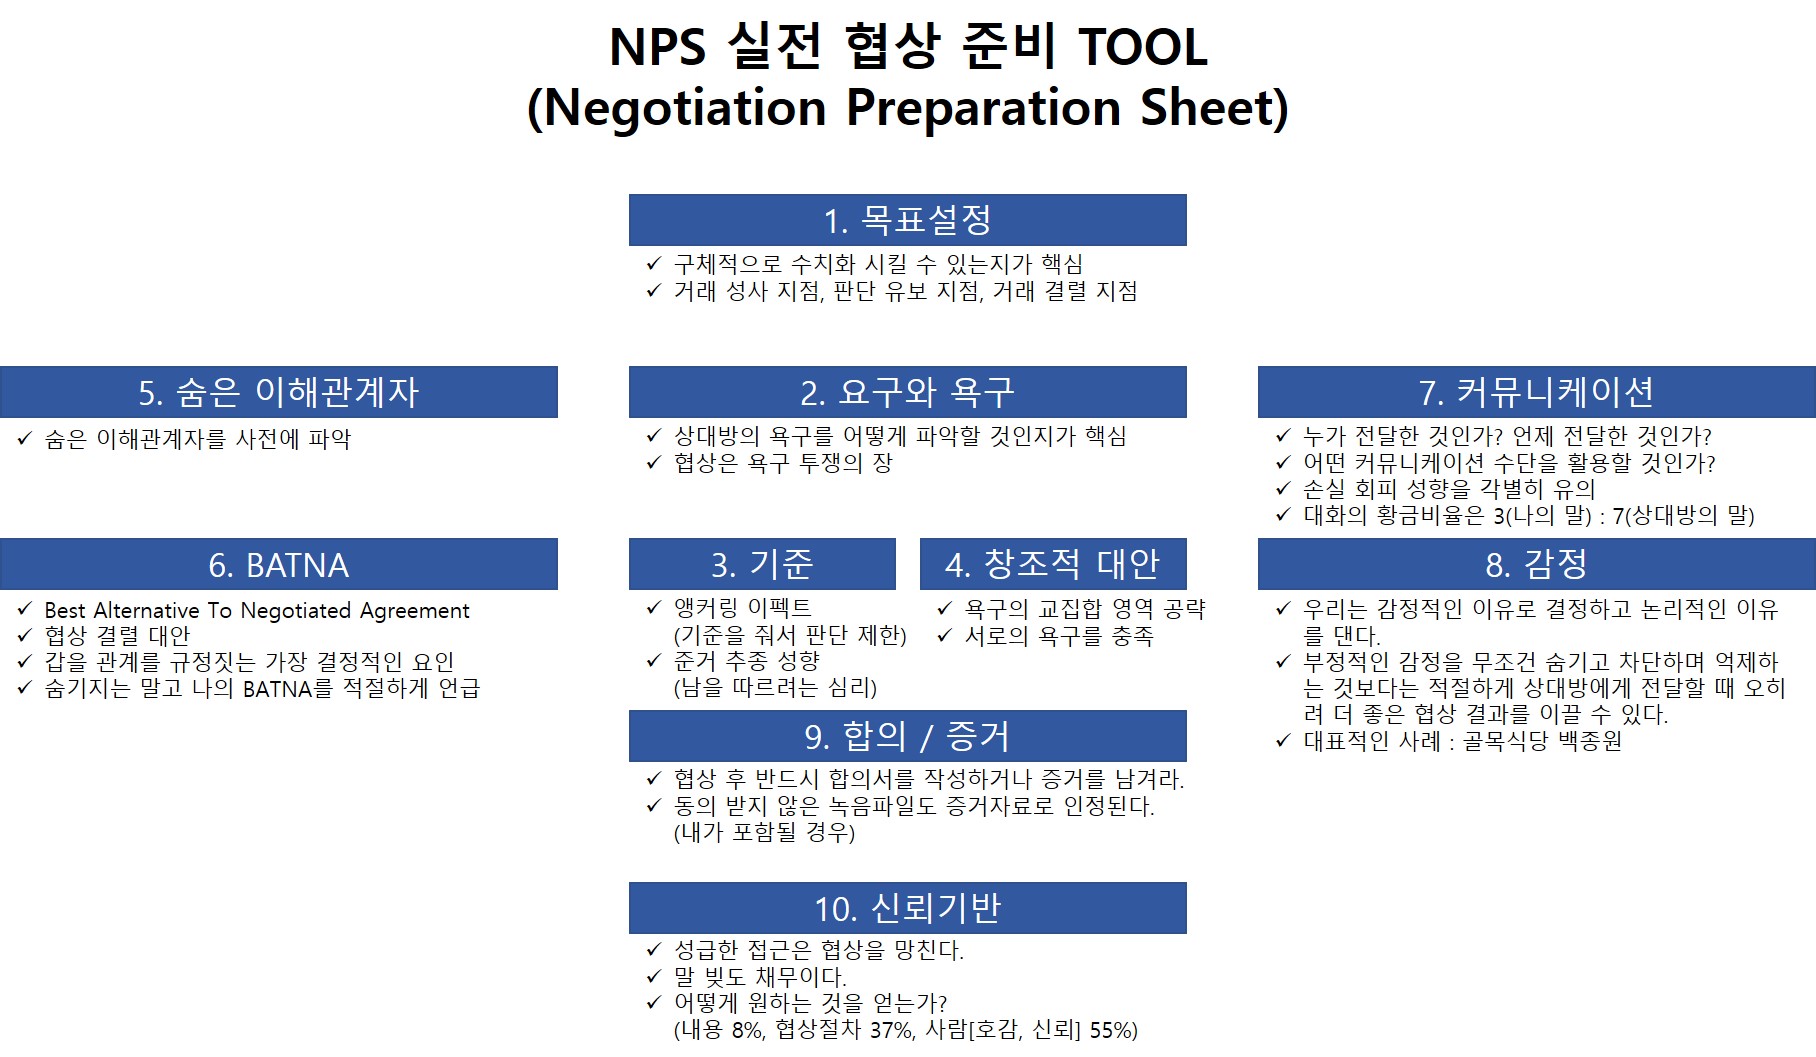 NPS 실전 협상 준비 TOOL
(Negotiation Preparation Sheet)
1. 목표설정
✓ 구체적으로 수치화 시킬 수 있는지가 핵심
✓ 거래 성사 지점, 판단 유보 지점, 거래 결렬 지점
2. 요구와 욕구
✓ 상대방의 욕구를 어떻게 파악할 것인지가 핵심
✓ 협상은 욕구 투쟁의 장
3. 기준
✓ 앵커링 이펙트
(기준을 줘서 판단 제한)
✓ 준거 추종 성향
(남을 따르려는 심리)
4. 창조적 대안
✓ 욕구의 교집합 영역 공략
✓ 서로의 욕구를 충족
5. 숨은 이해관계자
✓ 숨은 이해관계자를 사전에 파악
6. BATNA
✓ Best Alternative To Negotiated Agreement
✓ 협상 결렬 대안
✓ 갑을 관계를 규정짓는 가장 결정적인 요인
✓ 숨기지는 말고 나의 BATNA를 적절하게 언급
7. 커뮤니케이션
✓ 누가 전달한 것인가? 언제 전달한 것인가?
✓ 어떤 커뮤니케이션 수단을 활용할 것인가?
✓ 손실 회피 성향을 각별히 유의
✓ 대화의 황금비율은 3(나의 말) : 7(상대방의 말)
8. 감정
✓ 우리는 감정적인 이유로 결정하고 논리적인 이유
를 댄다.
✓ 부정적인 감정을 무조건 숨기고 차단하며 억제하
는 것보다는 적절하게 상대방에게 전달할 때 오히
려 더 좋은 협상 결과를 이끌 수 있다.
✓ 대표적인 사례 : 골목식당 백종원
9. 합의 / 증거
✓ 협상 후 반드시 합의서를 작성하거나 증거를 남겨라.
✓ 동의 받지 않은 녹음파일도 증거자료로 인정된다.
(내가 포함될 경우)
10. 신뢰기반
✓ 성급한 접근은 협상을 망친다.
✓ 말 빚도 채무이다.
✓ 어떻게 원하는 것을 얻는가?
(내용 8%, 협상절차 37%, 사람[호감, 신뢰] 55%)